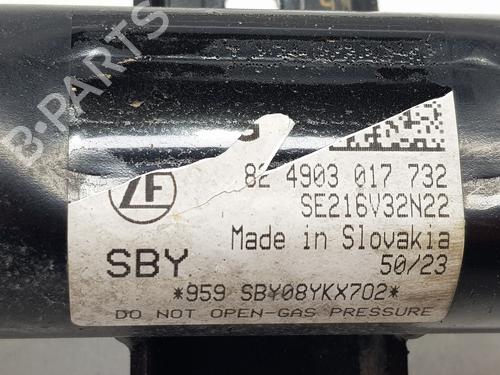 B-PARTS
ZF
82 4903 017 732
SE216V32N22
Made in Slovakia
SBY
50/23
*959 SBY08YKX702*
DO NOT OPEN-GAS PRESSURE